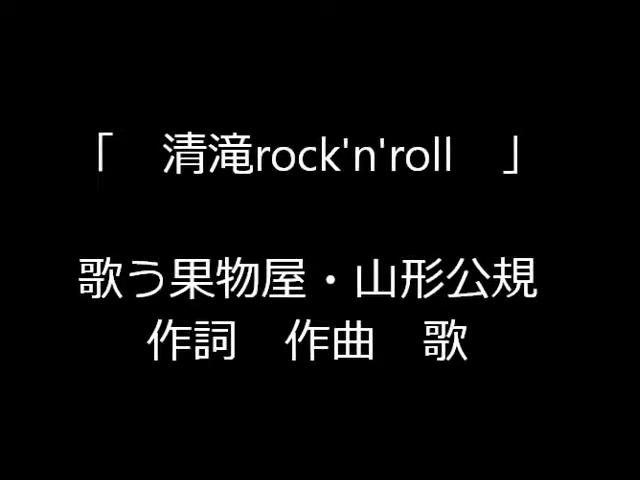 「　清滝rock'n'roll　」
歌う果物屋・山形公規
作詞　作曲　歌